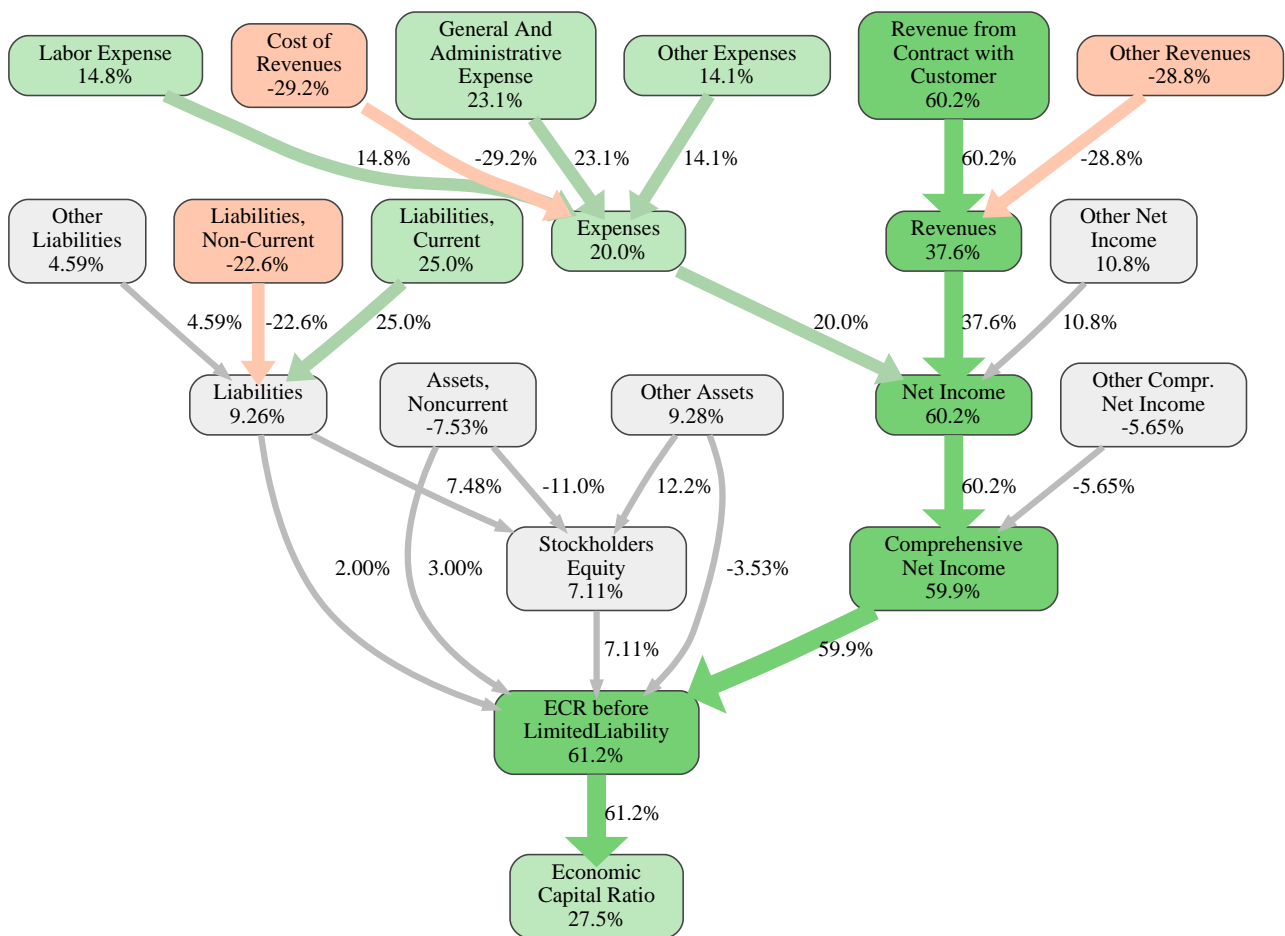 Labor Expense
14.8%
Cost of
Revenues
-29.2%
General And
Administrative
Expense
23.1%
Other Expenses
14.1%
Revenue from
Contract with
Customer
60.2%
Other Revenues
-28.8%
14.8%
-29.2%
23.1%
14.1%
60.2%
-28.8%
Other
Liabilities
4.59%
Liabilities,
Non-Current
-22.6%
Liabilities,
Current
25.0%
Expenses
20.0%
Revenues
37.6%
Other Net
Income
10.8%
4.59%
-22.6%
25.0%
20.0%
37.6%
10.8%
Liabilities
9.26%
Assets,
Noncurrent
-7.53%
Other Assets
9.28%
Net Income
60.2%
Other Compr.
Net Income
-5.65%
7.48%
-11.0%
12.2%
60.2%
-5.65%
2.00%
3.00%
Stockholders
Equity
7.11%
-3.53%
Comprehensive
Net Income
59.9%
7.11%
59.9%
ECR before
LimitedLiability
61.2%
61.2%
Economic
Capital Ratio
27.5%